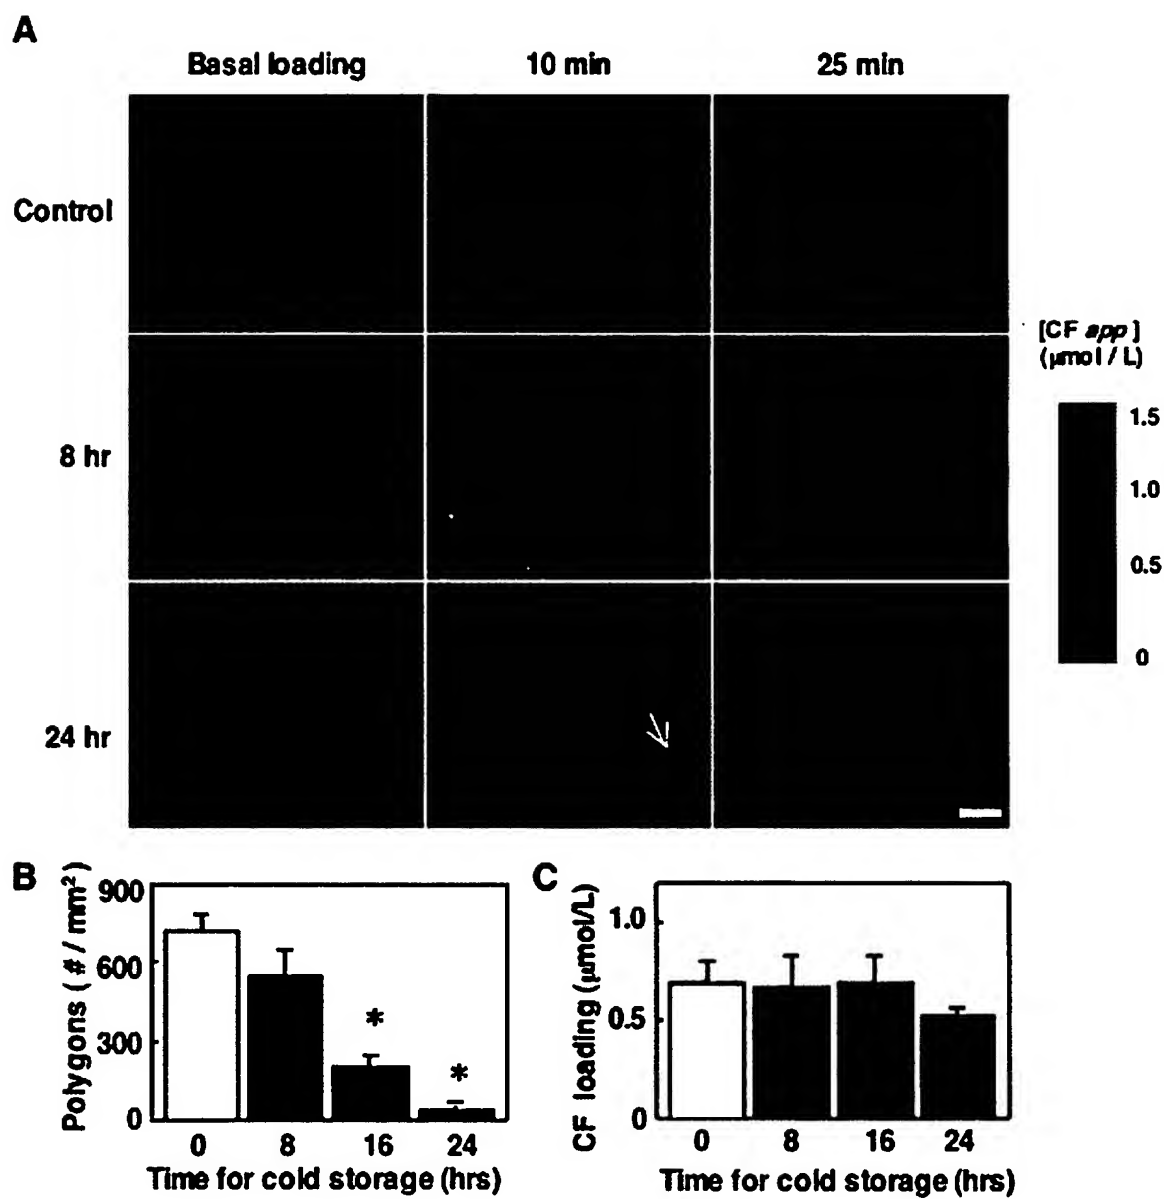 A
Basal loading 10 min 25 min
Control
[CF app]
(μmol / L)
1.5
8 hr
1.0
0.5
0
24 hr
B
Polygons ( # / mm²)
900
600
300
0
* *
0 8 16 24
Time for cold storage (hrs)
C
CF loading (μmol/L)
1.0
0.5
0
0 8 16 24
Time for cold storage (hrs)